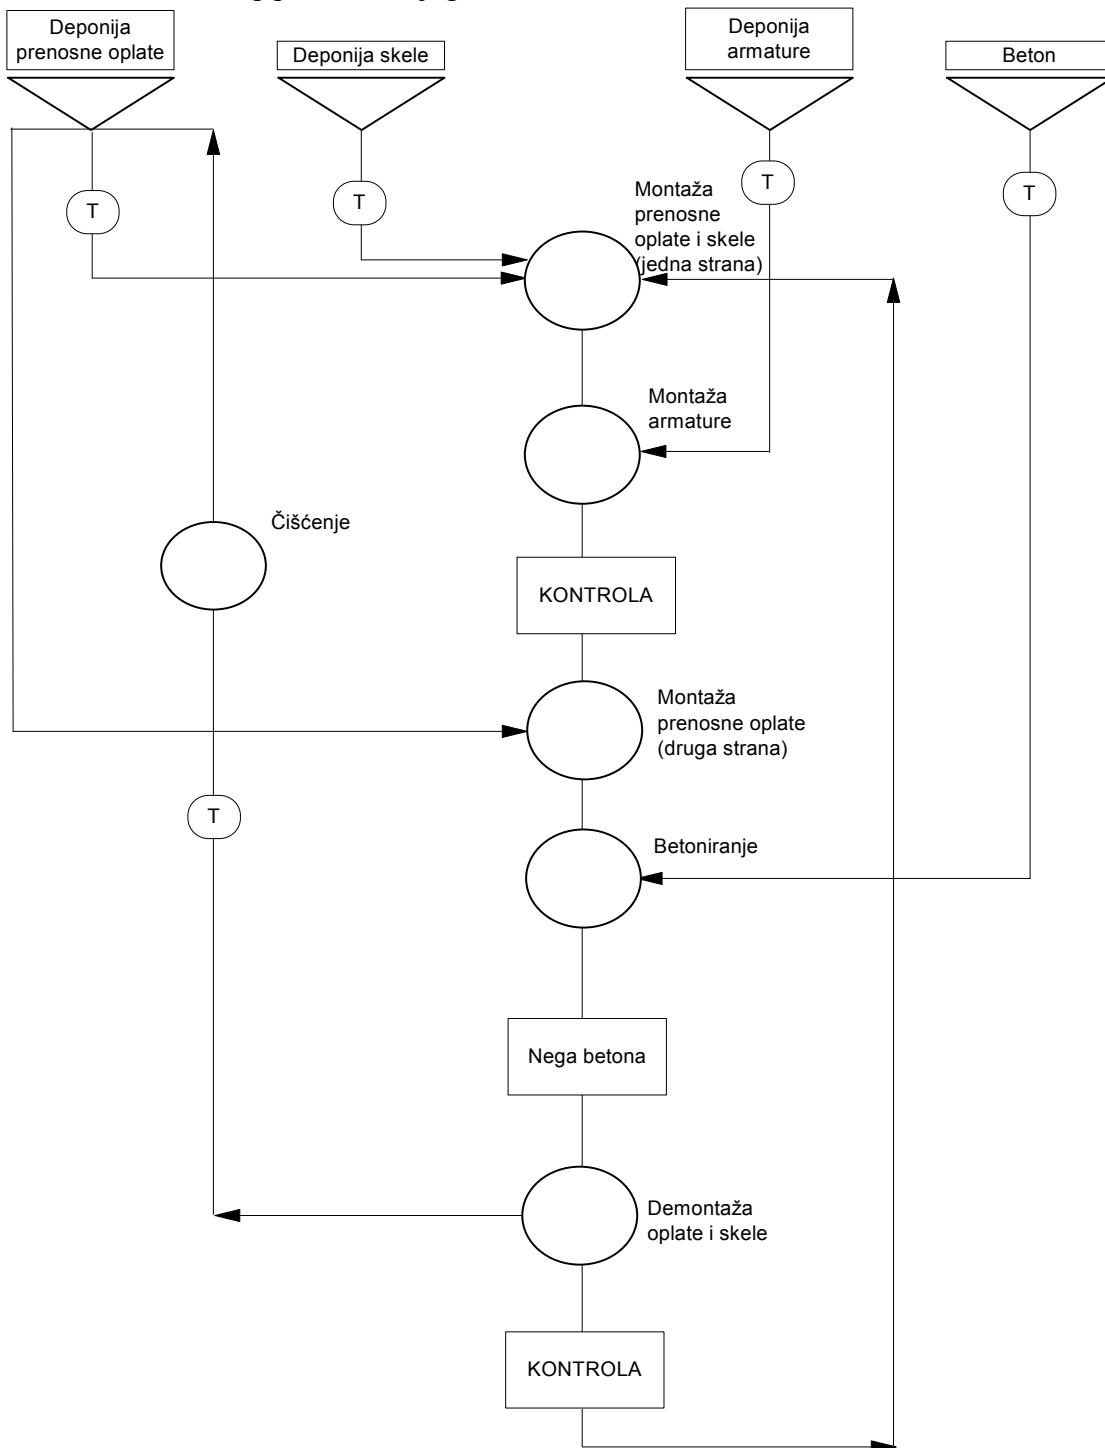 Deponija
prenosne oplate
Deponija skele
Deponija
armature
Beton
T
T
T
T
Montaža
prenosne
oplate i skele
(jedna strana)
Montaža
armature
Čišćenje
KONTROLA
Montaža
prenosne oplate
(druga strana)
T
Betoniranje
Nega betona
Demontaža
oplate i skele
KONTROLA